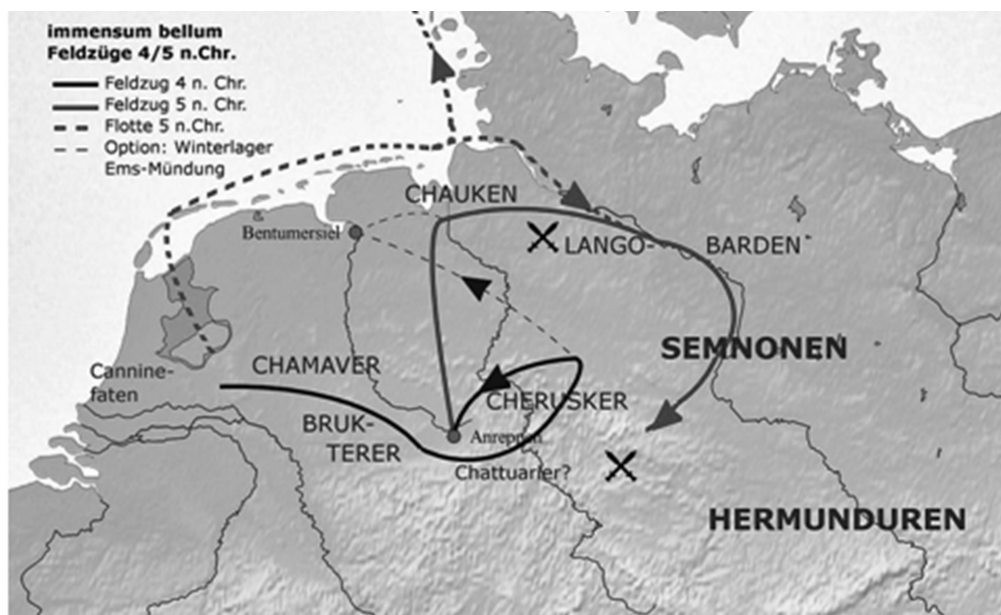 immensum bellum
Feldzüge 4/5 n.Chr.
Feldzug 4 n. Chr.
Feldzug 5 n. Chr.
Flotte 5 n.Chr.
Option: Winterlager
Ems-Mündung
CHAUKEN
Bentumersiel
LANGO-
BARDEN
SEMNONEN
CHAMAVER
Cannine-
faten
CHERUSKER
BRUK-
TERER
Anreppen
Chattuarier?
HERMUNDUREN